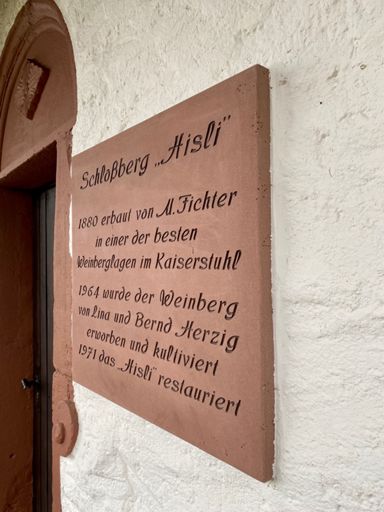 Schloßberg „Hisli”
1880 erbaut von M. Fichter
in einer der besten
Weinberglagen im Kaiserstuhl
1964 wurde der Weinberg
von Lina und Bernd Herzig
erworben und kultiviert
1971 das „Hisli” restauriert